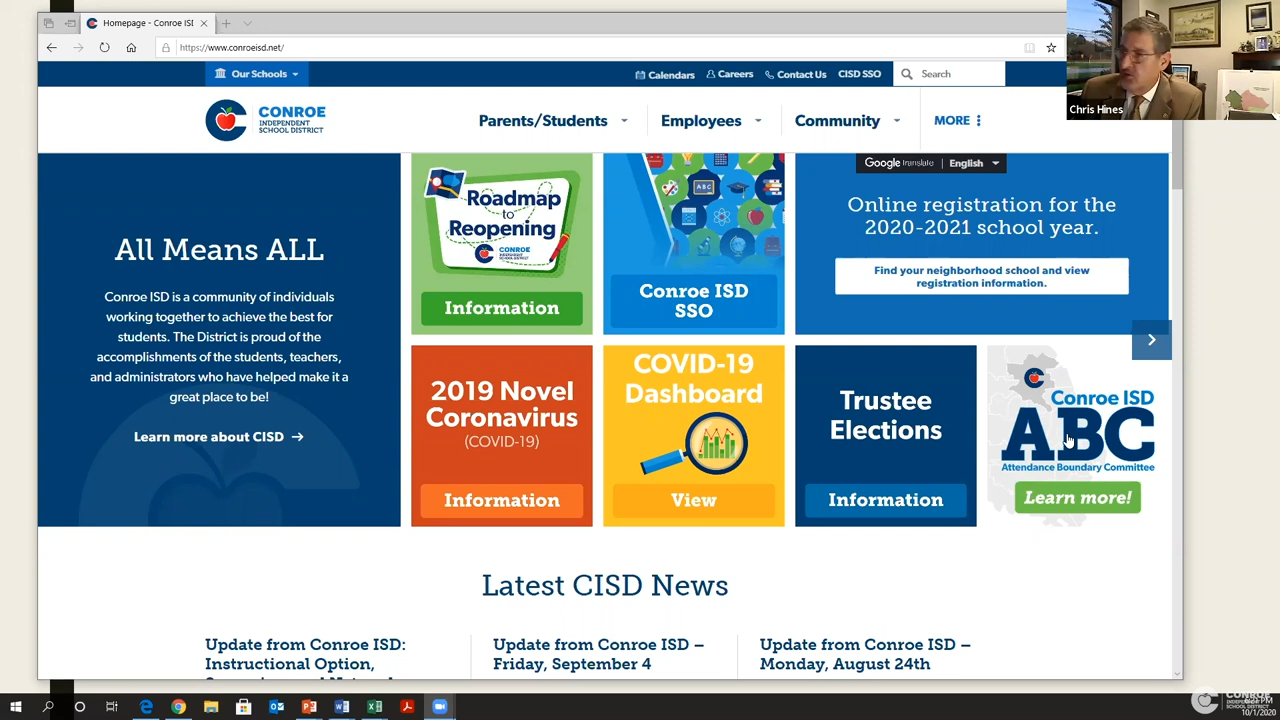 Homepage - Conroe ISI
https://www.conroeisd.net/
Chris Hines
Our Schools
Calendars
Careers
Contact Us
CISD SSO
Search
CONROE
INDEPENDENT
SCHOOL DISTRICT
Parents/Students
Employees
Community
MORE
All Means ALL
Conroe ISD is a community of individuals
working together to achieve the best for
students. The District is proud of the
accomplishments of the students, teachers,
and administrators who have helped make it a
great place to be!
Learn more about CISD →
Roadmap
to
Reopening
CONROE
Information
ABC
Conroe ISD
SSO
Google translate
English
Online registration for the
2020-2021 school year.
Find your neighborhood school and view
registration information.
2019 Novel
Coronavirus
(COVID-19)
Information
COVID-19
Dashboard
View
Trustee
Elections
Information
Conroe ISD
ABC
Attendance Boundary Committee
Learn more!
Latest CISD News
Update from Conroe ISD:
Instructional Option,
Update from Conroe ISD –
Friday, September 4
Update from Conroe ISD –
Monday, August 24th
10/1/2020